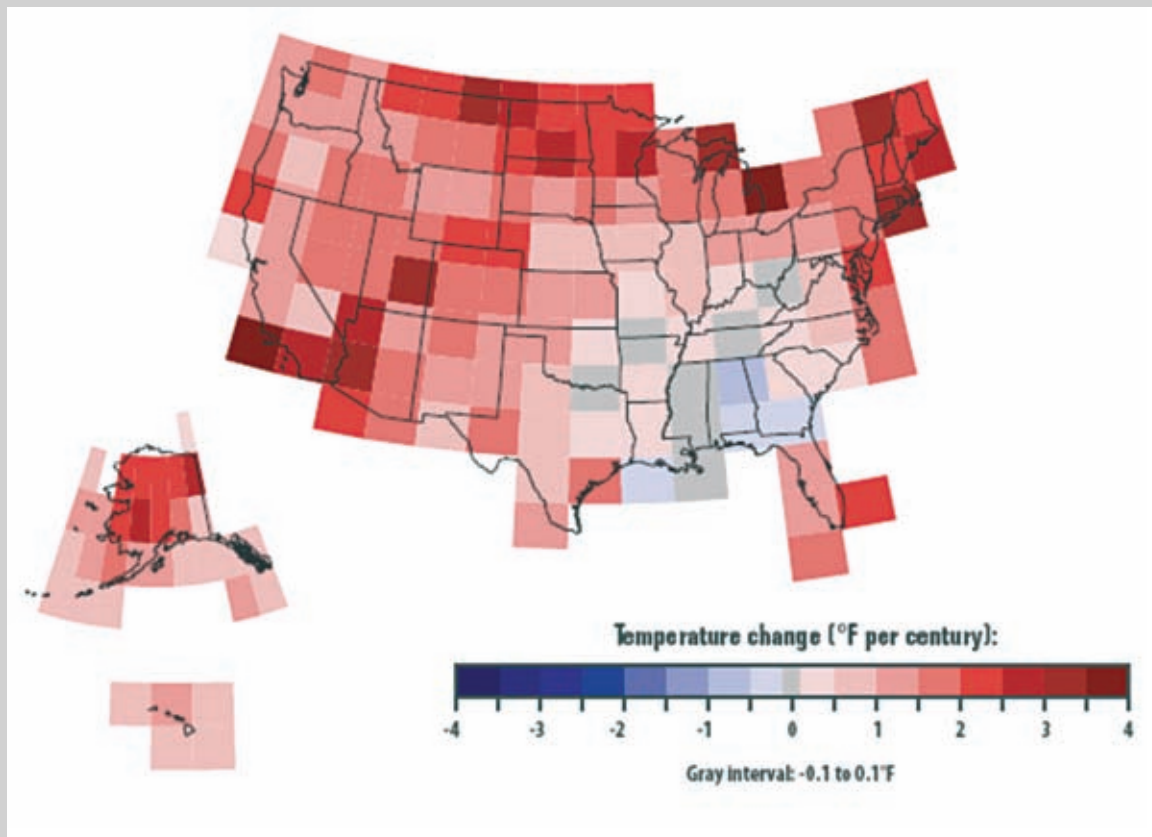 Temperature change (°F per century):
-4 -3 -2 -1 0 1 2 3 4
Gray interval: -0.1 to 0.1°F